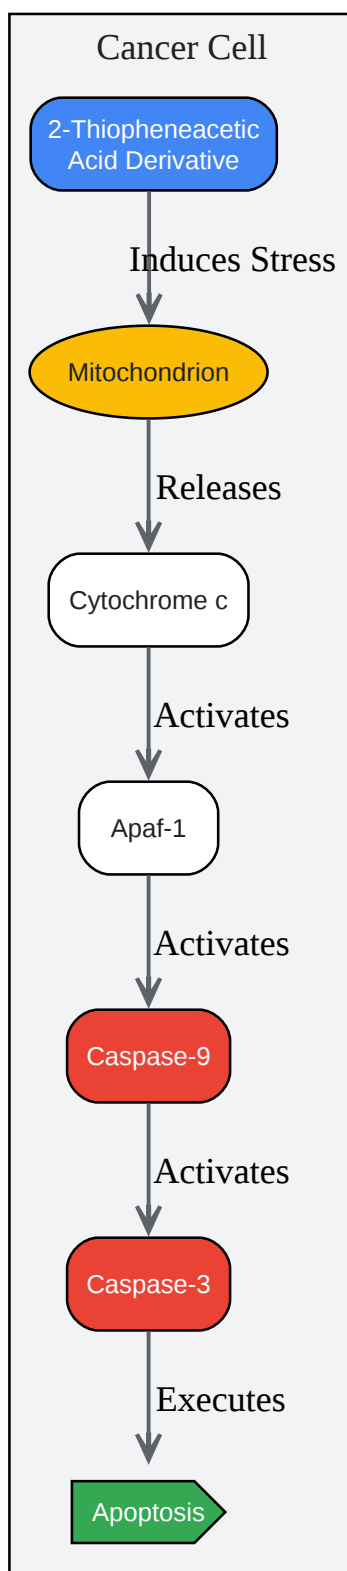 Cancer Cell
2-Thiopheneacetic
Acid Derivative
Induces Stress
Mitochondrion
Releases
Cytochrome c
Activates
Apaf-1
Activates
Caspase-9
Activates
Caspase-3
Executes
Apoptosis